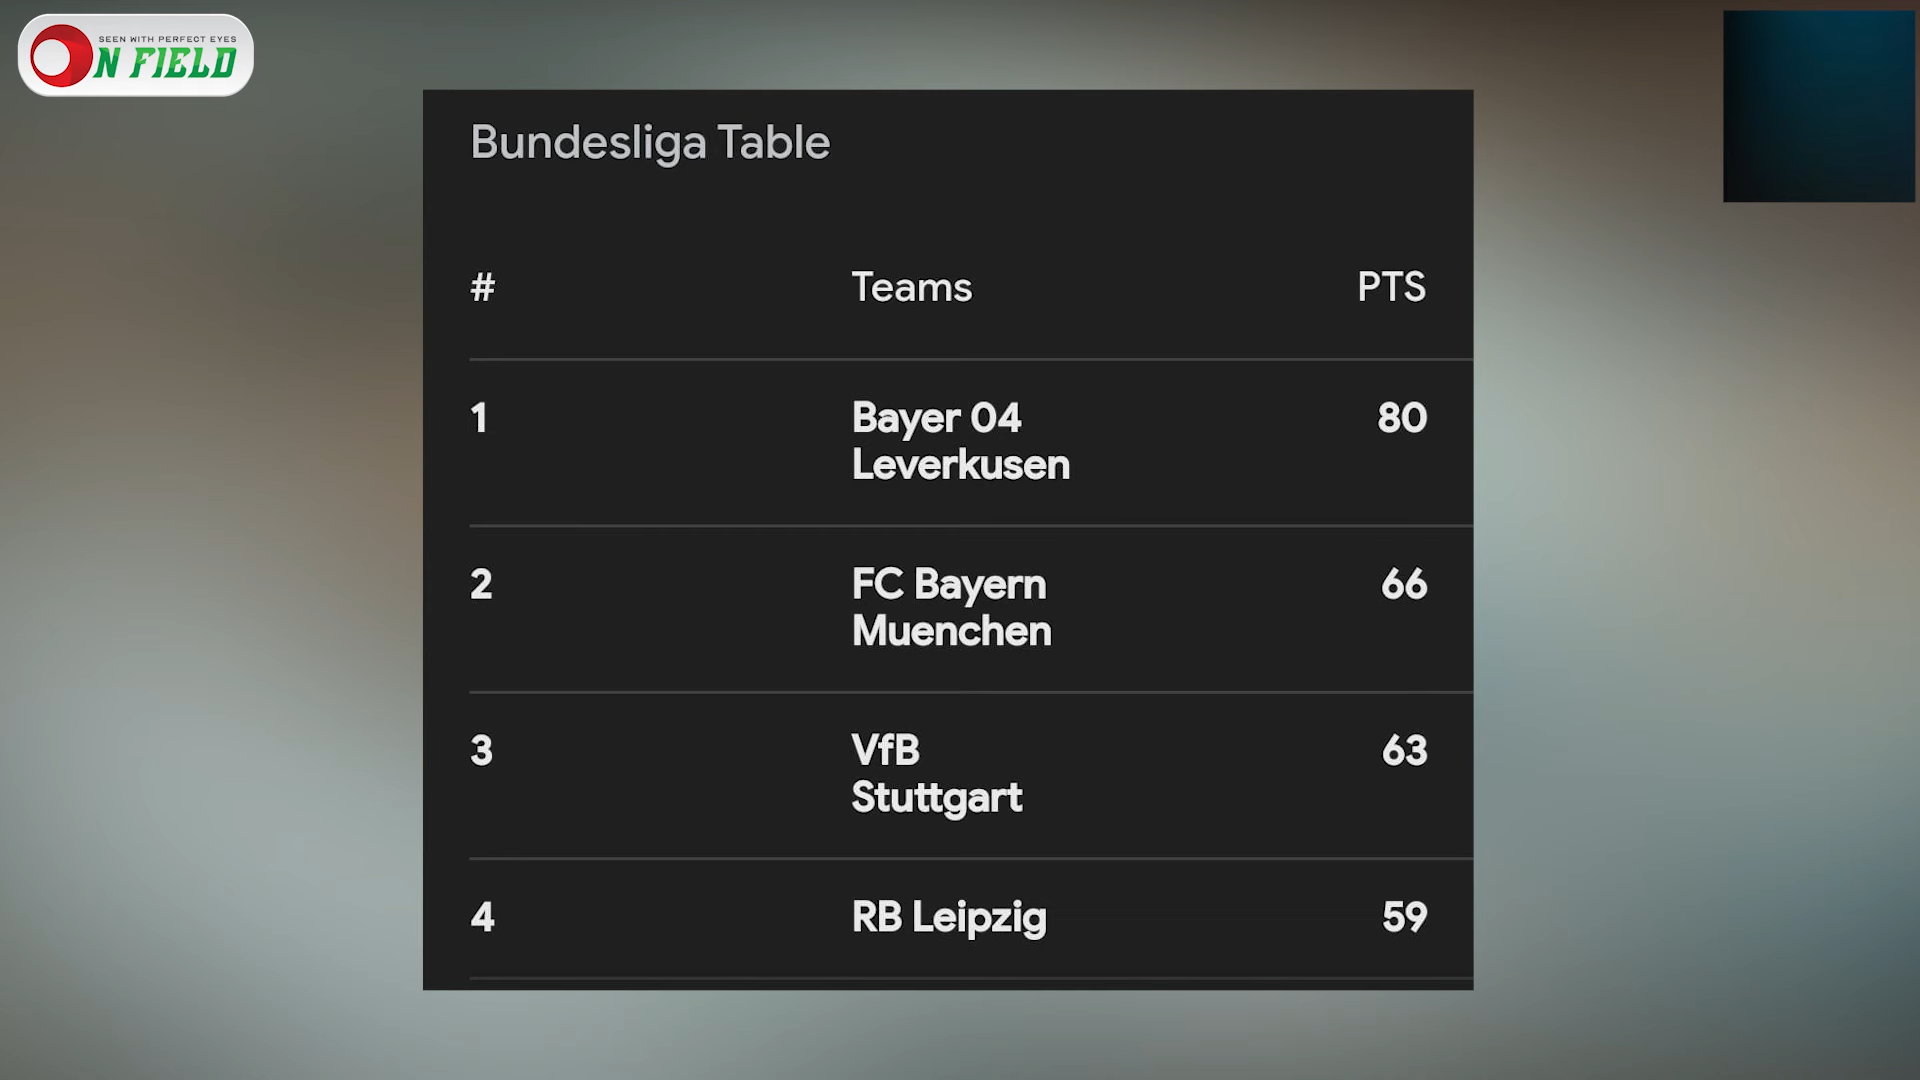 SEEN WITH PERFECT EYES
ON FIELD
Bundesliga Table
# Teams PTS
1 Bayer 04 80
Leverkusen
2 FC Bayern 66
Muenchen
3 VfB 63
Stuttgart
4 RB Leipzig 59